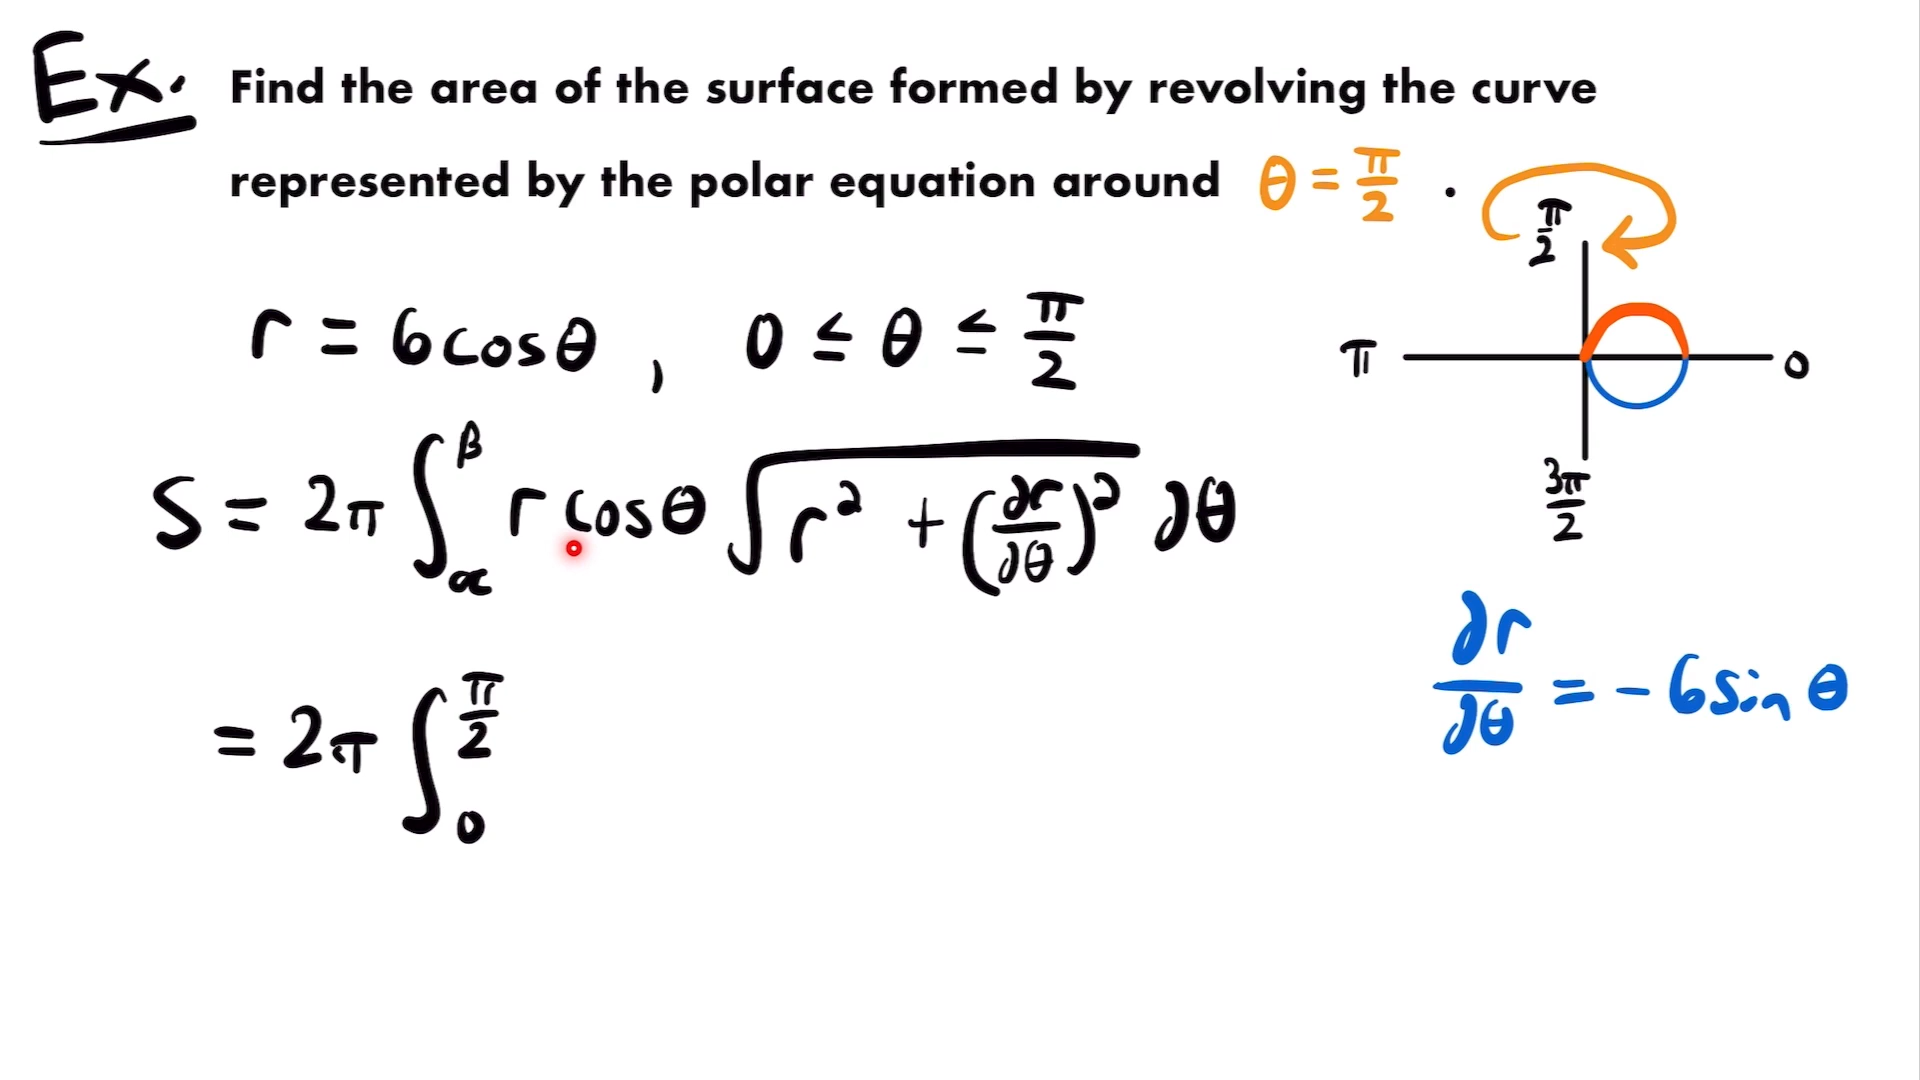 Ex. Find the area of the surface formed by revolving the curve
represented by the polar equation around θ = π/2 .
π/2
r = 6cosθ , 0 ≤ θ ≤ π/2
π 0
S = 2π ∫_α^β r cosθ √(r² + (∂r/∂θ)²) ∂θ
3π/2
∂r/∂θ = - 6sin θ
= 2π ∫_0^(π/2)